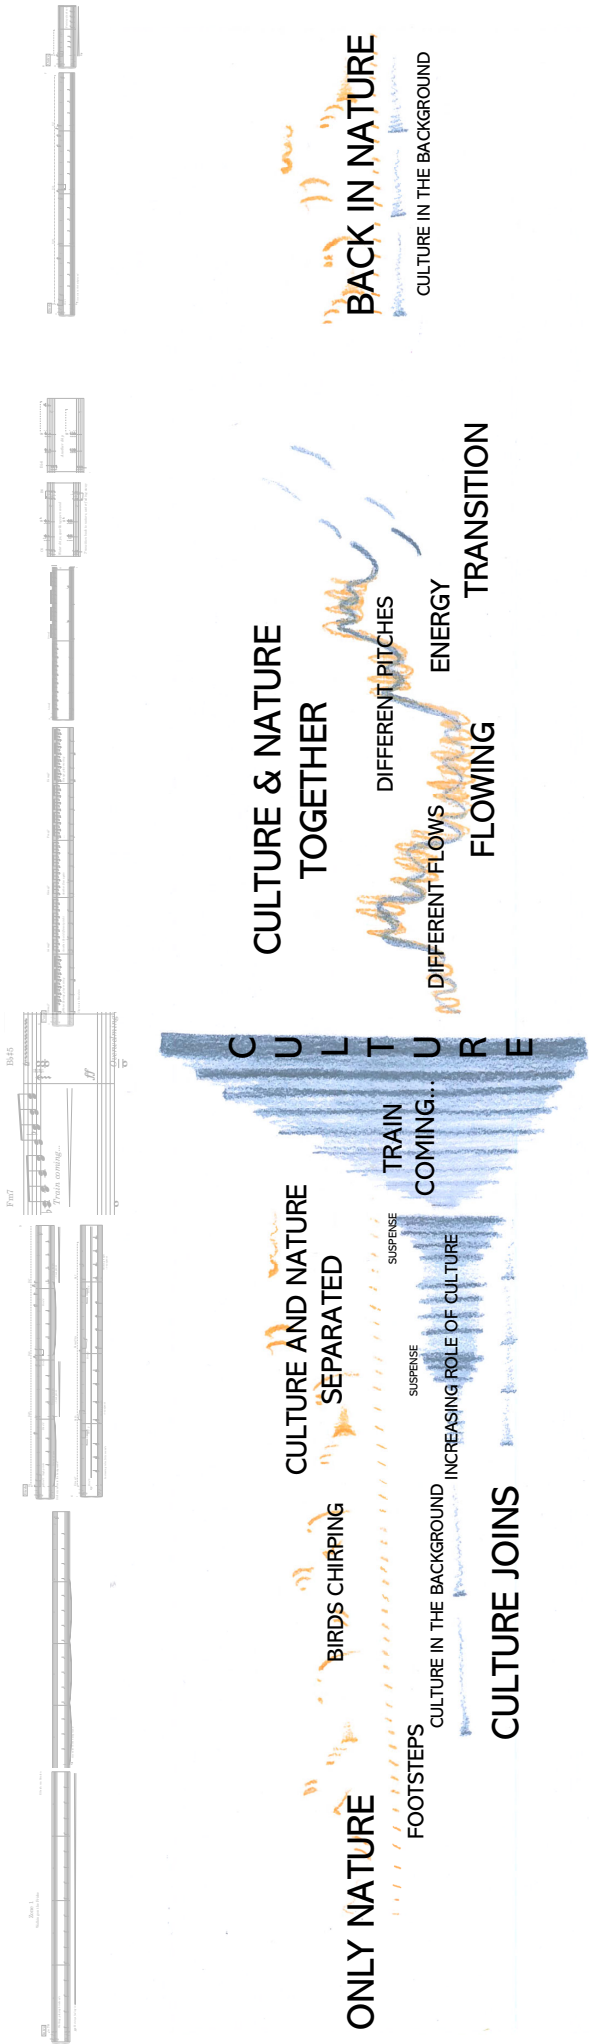 ONLY NATURE
FOOTSTEPS
BIRDS CHIRPING
CULTURE IN THE BACKGROUND
CULTURE JOINS
CULTURE AND NATURE
SEPARATED
SUSPENSE
SUSPENSE
INCREASING ROLE OF CULTURE
Fm7
Train coming...
ff
TRAIN
COMING...
CULTURE
CULTURE & NATURE
TOGETHER
DIFFERENT FLOWS
FLOWING
DIFFERENT PITCHES
ENERGY
TRANSITION
BACK IN NATURE
CULTURE IN THE BACKGROUND